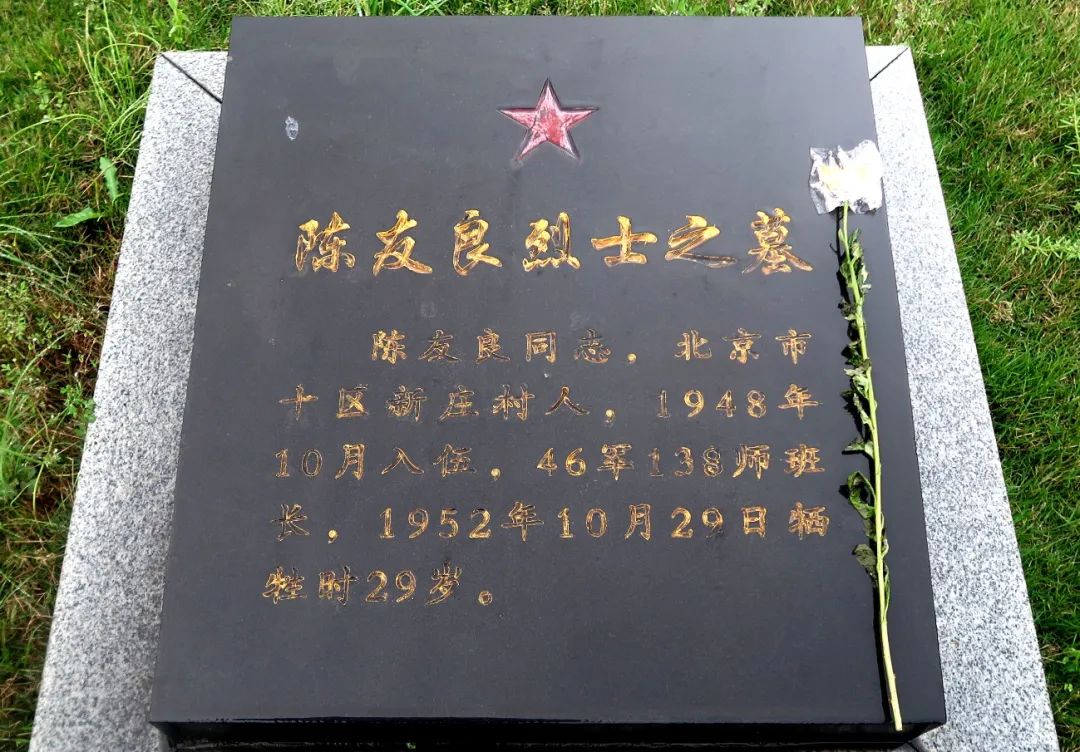 陈友良烈士之墓
陈友良同志，北京市
十区新庄村人，1948年
10月入伍，46军138师班
长，1952年10月29日牺
牲时29岁。